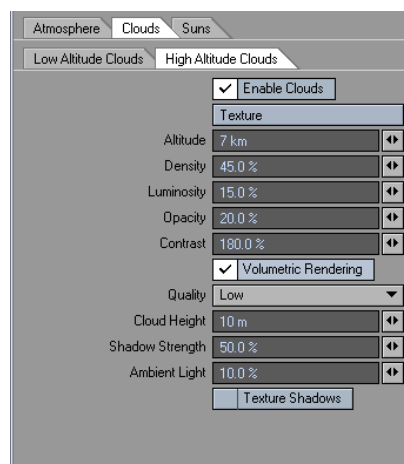 Atmosphere Clouds Suns
Low Altitude Clouds High Altitude Clouds
Enable Clouds
Texture
Altitude 7 km
Density 45.0 %
Luminosity 15.0 %
Opacity 20.0 %
Contrast 180.0 %
Volumetric Rendering
Quality Low
Cloud Height 10 m
Shadow Strength 50.0 %
Ambient Light 10.0 %
Texture Shadows